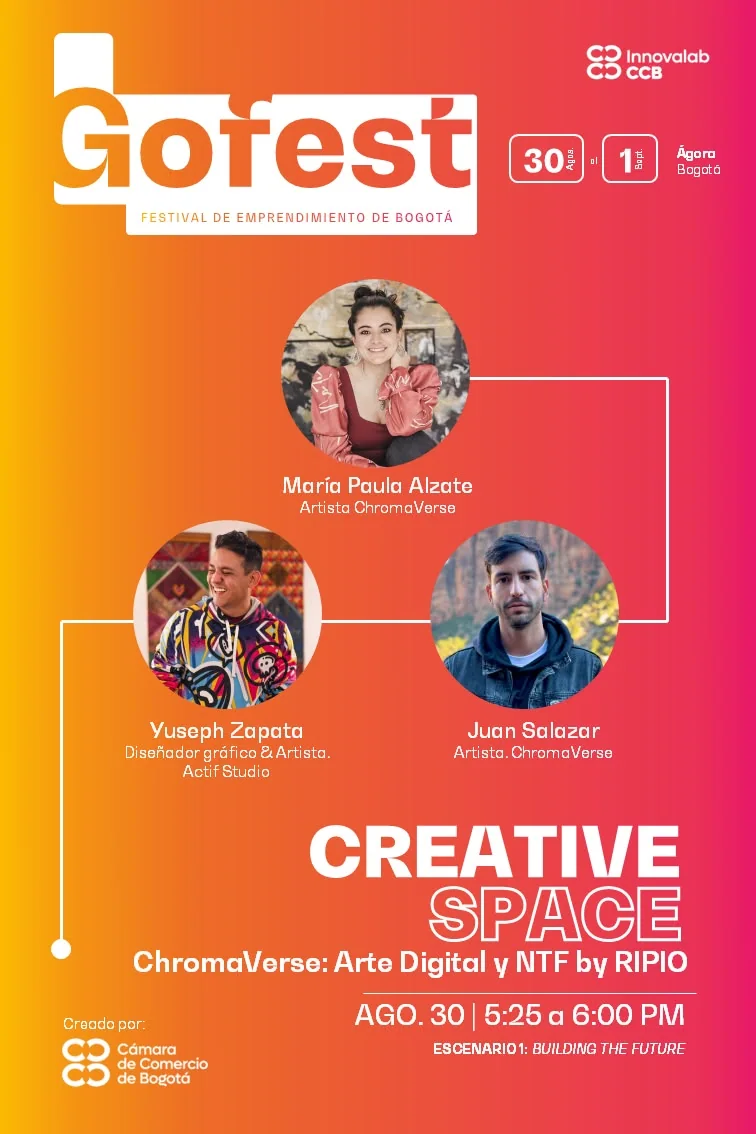 Innovalab
CCB
Gofest
FESTIVAL DE EMPRENDIMIENTO DE BOGOTÁ
30 Agos. al 1 Sept.
Ágora
Bogotá
María Paula Alzate
Artista ChromaVerse
Yuseph Zapata
Diseñador gráfico & Artista.
Actif Studio
Juan Salazar
Artista. ChromaVerse
CREATIVE
SPACE
ChromaVerse: Arte Digital y NTF by RIPIO
AGO. 30 | 5:25 a 6:00 PM
ESCENARIO 1: BUILDING THE FUTURE
Creado por:
Cámara
de Comercio
de Bogotá